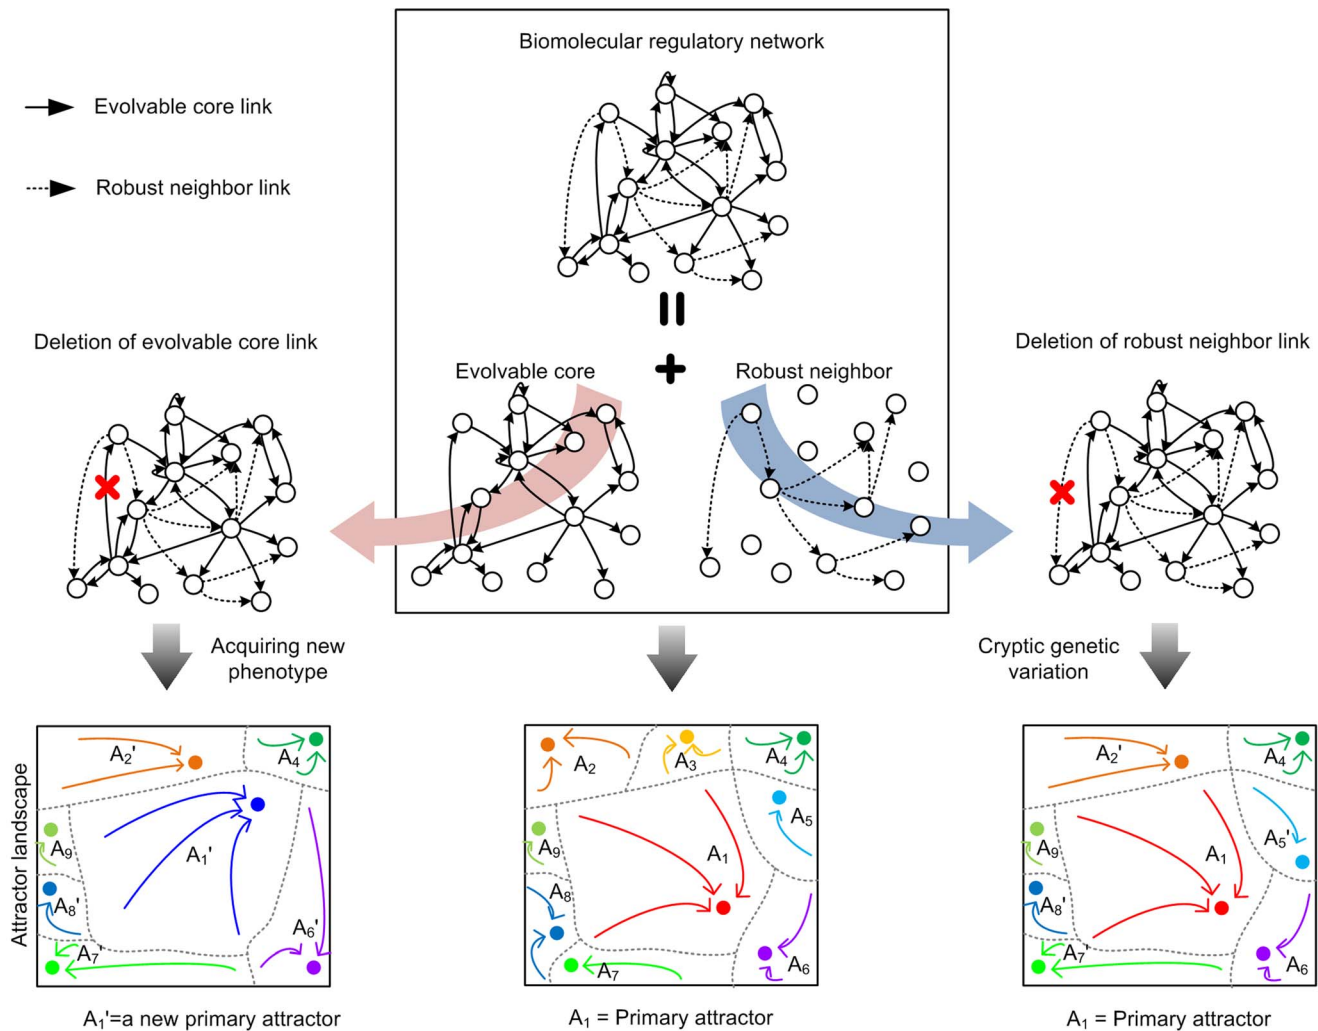 Biomolecular regulatory network
Evolvable core link
Robust neighbor link
Deletion of evolvable core link
Evolvable core
Robust neighbor
Deletion of robust neighbor link
Acquiring new
phenotype
Cryptic genetic
variation
Attractor landscape
A2'
A4
A9
A1'
A8'
A6'
A7'
A2
A3
A4
A5
A9
A1
A8
A7
A6
A2'
A4
A9
A1
A5'
A8'
A7'
A6
A1'=a new primary attractor
A1 = Primary attractor
A1 = Primary attractor